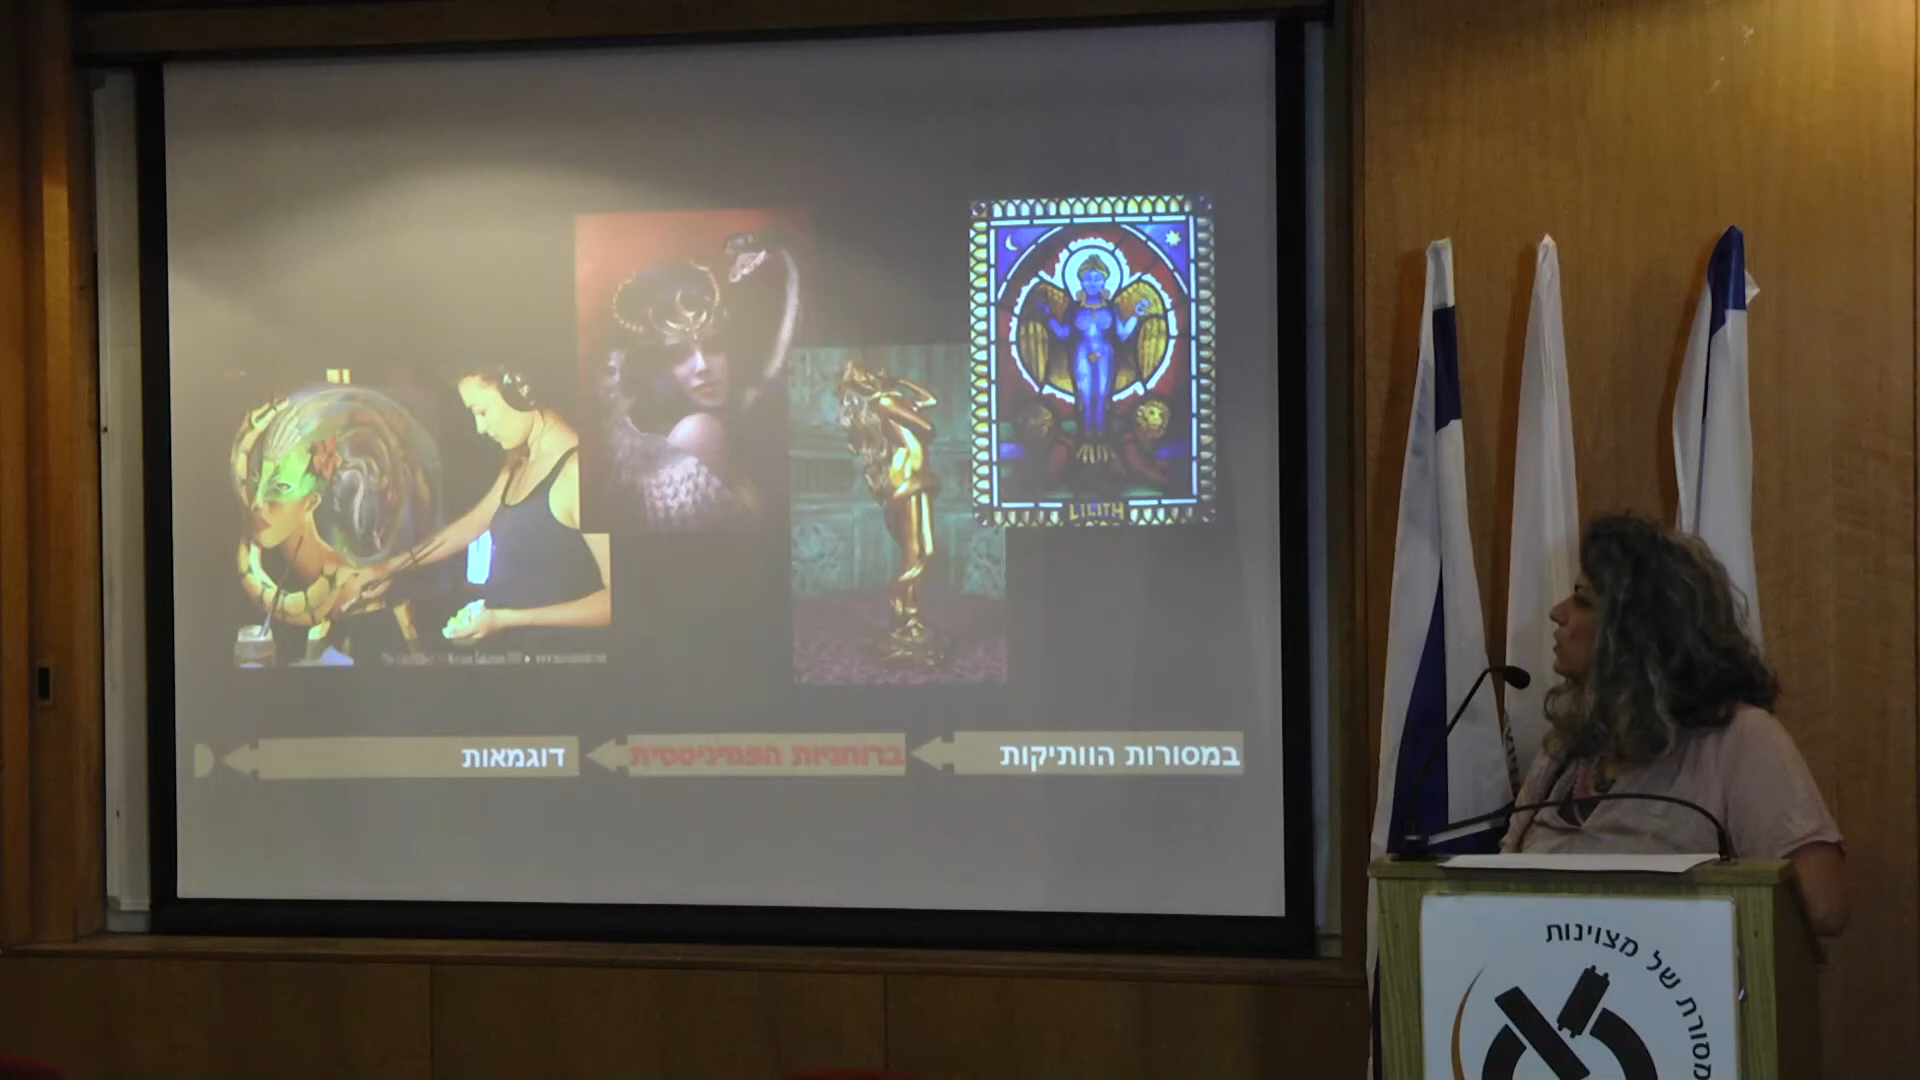 LILITH
במסורות הוותיקות
ברוחניות הפמיניסטית
דוגמאות
מסורת של מצוינות